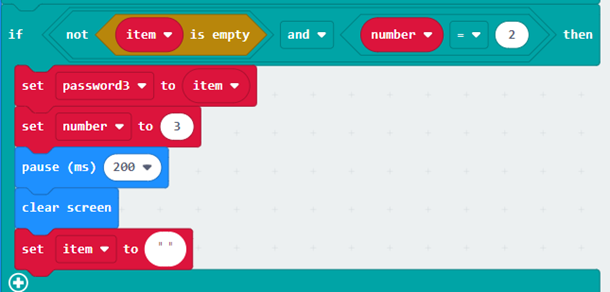 if not item is empty and number = 2 then
set password3 to item
set number to 3
pause (ms) 200
clear screen
set item to " "